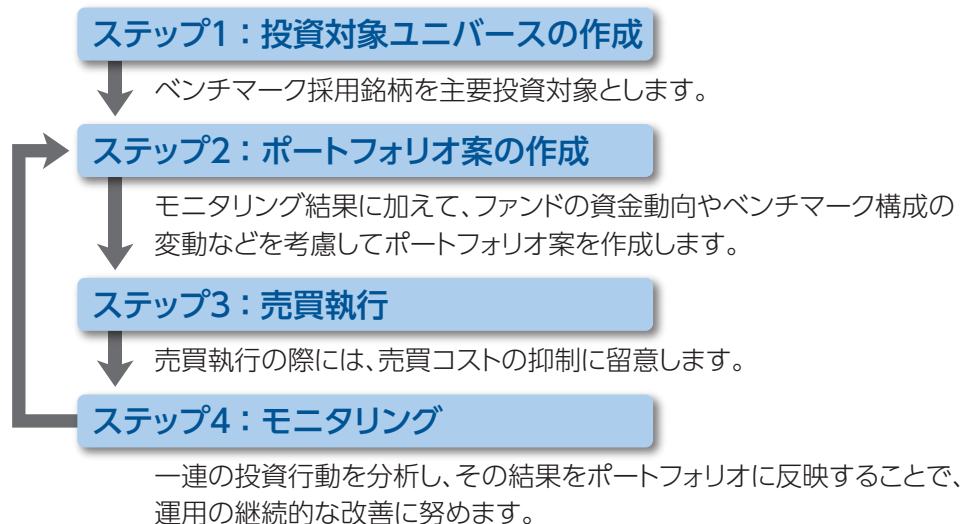 ステップ1：投資対象ユニバースの作成
ベンチマーク採用銘柄を主要投資対象とします。
ステップ2：ポートフォリオ案の作成
モニタリング結果に加えて、ファンドの資金動向やベンチマーク構成の
変動などを考慮してポートフォリオ案を作成します。
ステップ3：売買執行
売買執行の際には、売買コストの抑制に留意します。
ステップ4：モニタリング
一連の投資行動を分析し、その結果をポートフォリオに反映することで、
運用の継続的な改善に努めます。